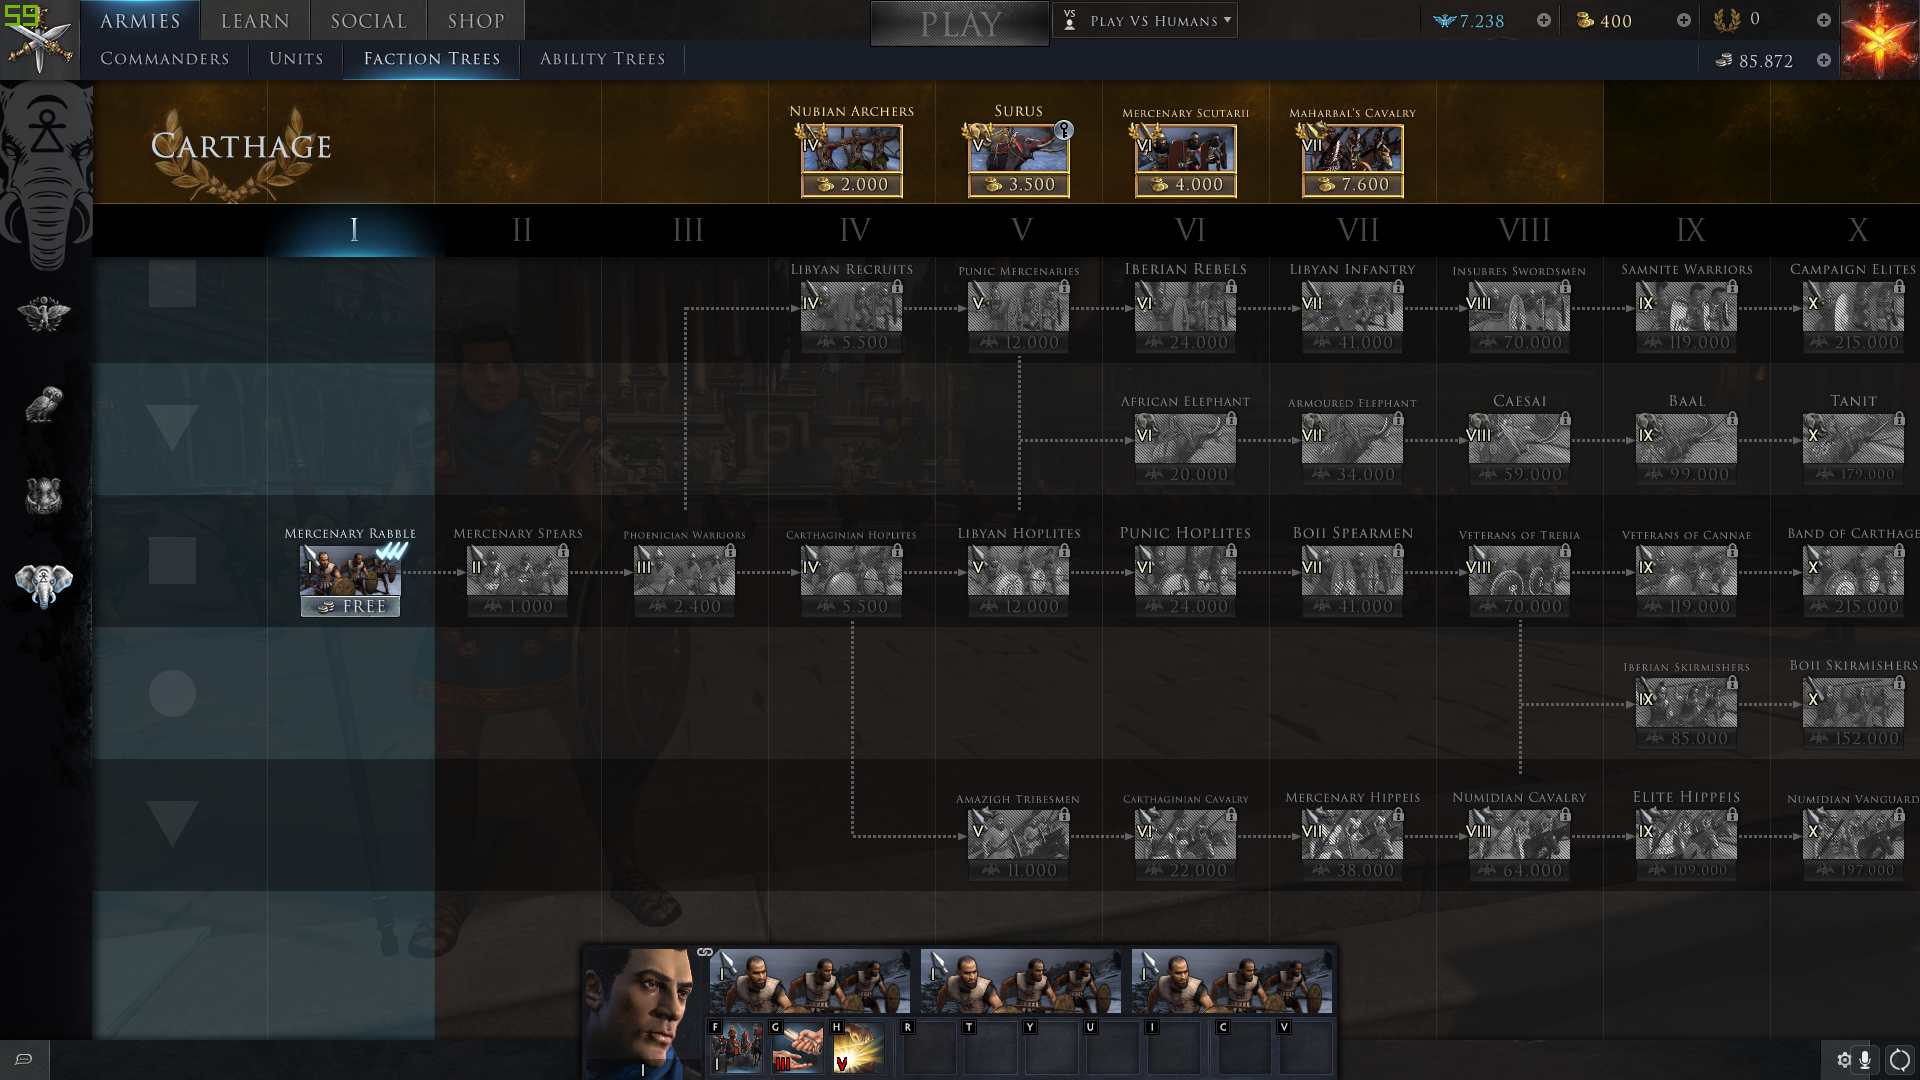 59
ARMIES LEARN SOCIAL SHOP
PLAY
VS PLAY VS HUMANS
7.238 400 0
COMMANDERS UNITS FACTION TREES ABILITY TREES
85.872
CARTHAGE
NUBIAN ARCHERS SURUS MERCENARY SCUTARII MAHARBAL'S CAVALRY
IV V VI VII
2.000 3.500 4.000 7.600
I II III IV V VI VII VIII IX X
LIBYAN RECRUITS PUNIC MERCENARIES IBERIAN REBELS LIBYAN INFANTRY INSUBRES SWORDSMEN SAMNITE WARRIORS CAMPAIGN ELITES
IV V VI VII VIII IX X
5.500 12.000 24.000 41.000 70.000 119.000 215.000
AFRICAN ELEPHANT ARMOURED ELEPHANT CAESAI BAAL TANIT
VI VII VIII IX X
20.000 34.000 59.000 99.000 179.000
MERCENARY RABBLE MERCENARY SPEARS PHOENICIAN WARRIORS CARTHAGINIAN HOPLITES LIBYAN HOPLITES PUNIC HOPLITES BOII SPEARMEN VETERANS OF TREBIA VETERANS OF CANNAE BAND OF CARTHAGE
I II III IV V VI VII VIII IX X
FREE 1.000 2.400 5.500 12.000 24.000 41.000 70.000 119.000 215.000
IBERIAN SKIRMISHERS BOII SKIRMISHERS
IX X
85.000 152.000
AMAZIGH TRIBESMEN CARTHAGINIAN CAVALRY MERCENARY HIPPEIS NUMIDIAN CAVALRY ELITE HIPPEIS NUMIDIAN VANGUARD
V VI VII VIII IX X
11.000 22.000 38.000 64.000 109.000 197.000
I I I
F G H R T Y U I C V
I I III V